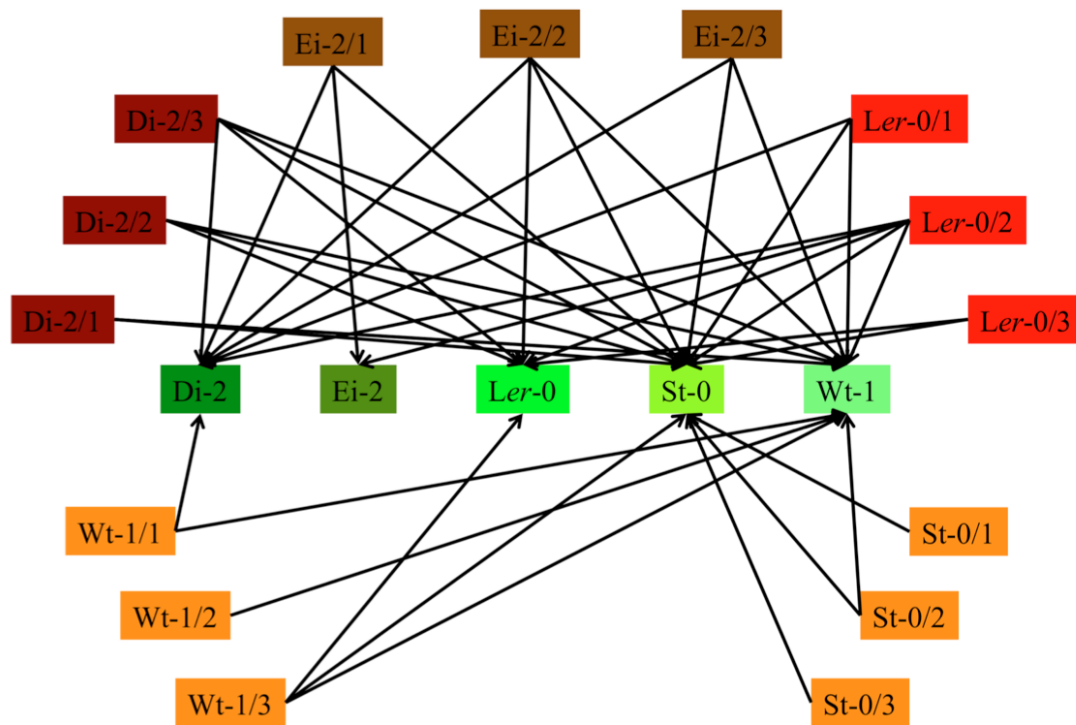 Ei-2/1
Ei-2/2
Ei-2/3
Di-2/3
Ler-0/1
Di-2/2
Ler-0/2
Di-2/1
Ler-0/3
Di-2
Ei-2
Ler-0
St-0
Wt-1
Wt-1/1
St-0/1
Wt-1/2
St-0/2
Wt-1/3
St-0/3